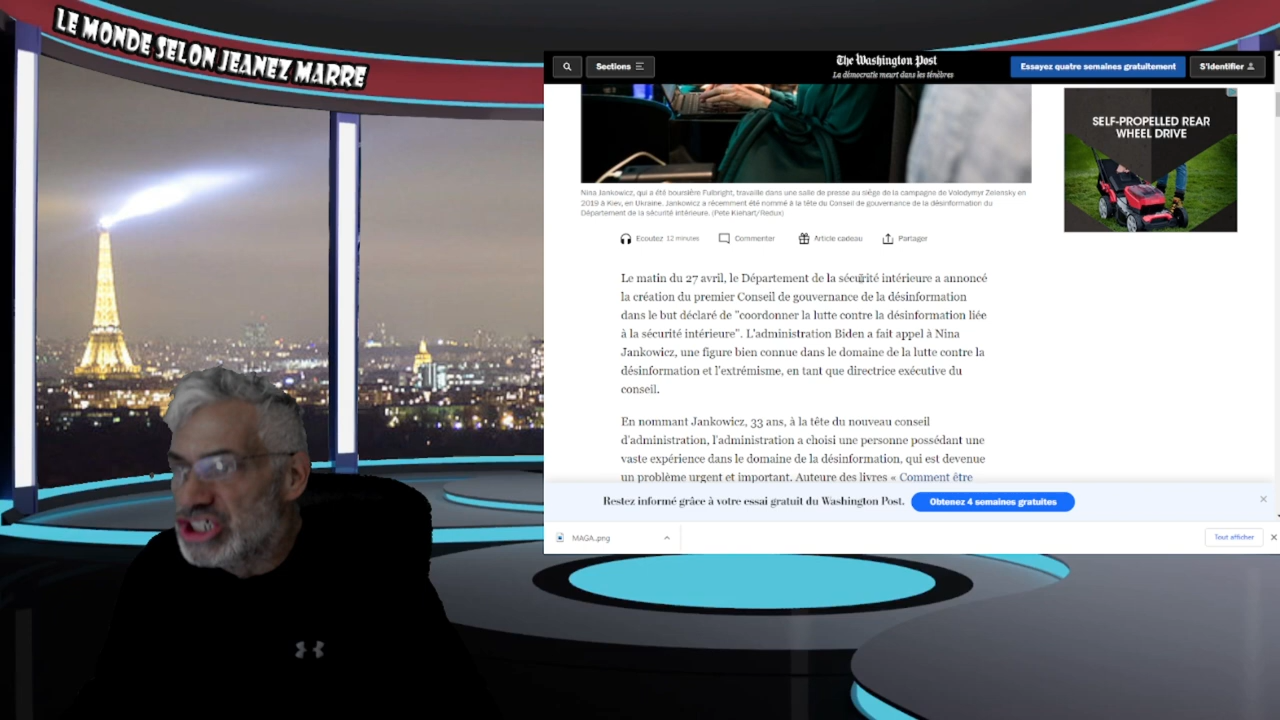 LE MONDE SELON JEANEZ MARRE
Sections
The Washington Post
La démocratie meurt dans les ténèbres
Essayez quatre semaines gratuitement
S'identifier
SELF-PROPELLED REAR
WHEEL DRIVE
Nina Jankowicz, qui a été boursière Fulbright, travaille dans une salle de presse au siège de la campagne de Volodymyr Zelensky en
2019 à Kiev, en Ukraine. Jankowicz a récemment été nommé à la tête du Conseil de gouvernance de la désinformation du
Département de la sécurité intérieure. (Pete Kiehart/Redux)
Ecoutez 12 minutes
Commenter
Article cadeau
Partager
Le matin du 27 avril, le Département de la sécurité intérieure a annoncé
la création du premier Conseil de gouvernance de la désinformation
dans le but déclaré de "coordonner la lutte contre la désinformation liée
à la sécurité intérieure". L'administration Biden a fait appel à Nina
Jankowicz, une figure bien connue dans le domaine de la lutte contre la
désinformation et l'extrémisme, en tant que directrice exécutive du
conseil.
En nommant Jankowicz, 33 ans, à la tête du nouveau conseil
d'administration, l'administration a choisi une personne possédant une
vaste expérience dans le domaine de la désinformation, qui est devenue
un problème urgent et important. Auteure des livres « Comment être
Restez informé grâce à votre essai gratuit du Washington Post.
Obtenez 4 semaines gratuites
MAGA.png
Tout afficher